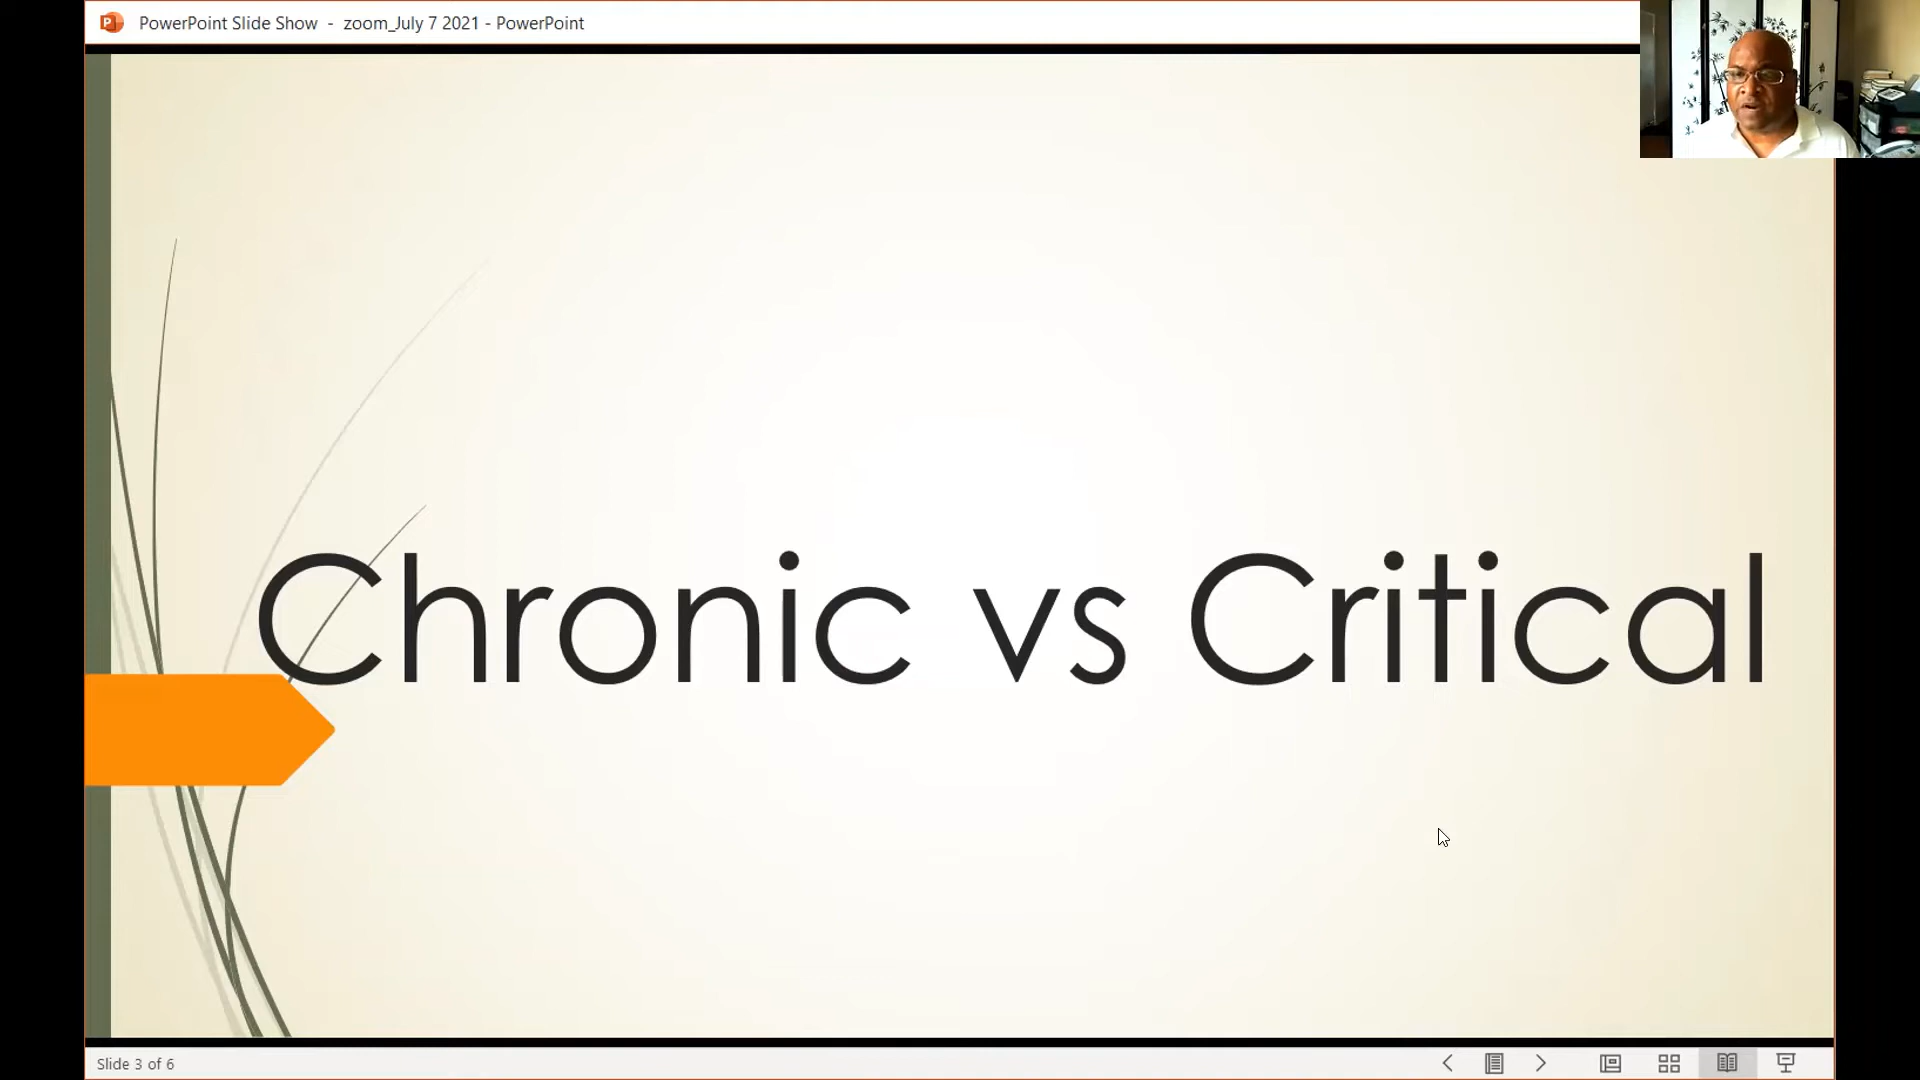 PowerPoint Slide Show - zoom_July 7 2021 - PowerPoint
Chronic vs Critical
Slide 3 of 6